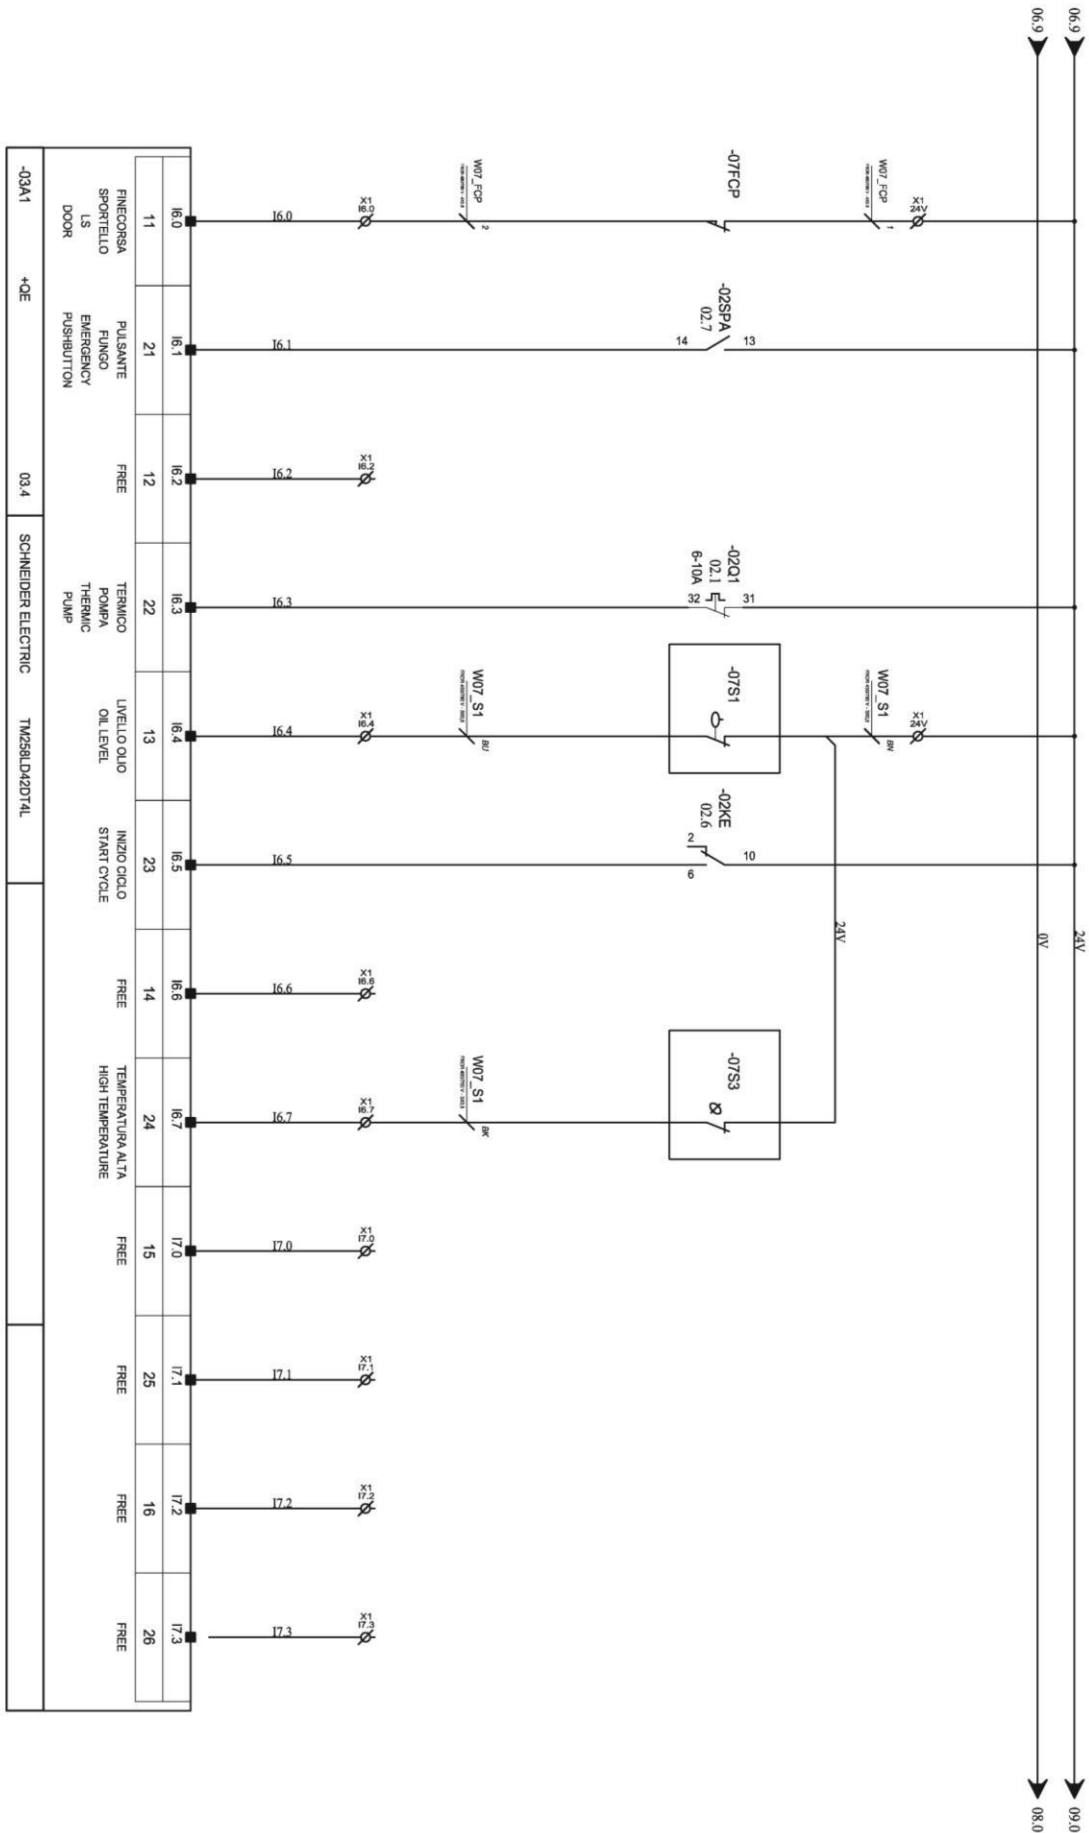 06.9
24V
09.0
06.9
0V
08.0
X1
24V
W07_FCP
1
-07FCP
W07_FCP
2
X1
I6.0
I6.0
-02SPA
02.7
13
14
I6.1
X1
I6.2
I6.2
-02Q1
02.1
6-10A
31
32
I6.3
X1
24V
W07_S1
BN
-07S1
W07_S1
BU
X1
I6.4
I6.4
-02KE
02.6
10
2
6
I6.5
X1
I6.6
I6.6
24V
-07S3
W07_S1
BK
X1
I6.7
I6.7
X1
I7.0
I7.0
X1
I7.1
I7.1
X1
I7.2
I7.2
X1
I7.3
I7.3
I6.0
I6.1
I6.2
I6.3
I6.4
I6.5
I6.6
I6.7
I7.0
I7.1
I7.2
I7.3
11
21
12
22
13
23
14
24
15
25
16
26
FINECORSA
SPORTELLO
LS
DOOR
PULSANTE
FUNGO
EMERGENCY
PUSHBUTTON
FREE
TERMICO
POMPA
THERMIC
PUMP
LIVELLO OLIO
OIL LEVEL
INIZIO CICLO
START CYCLE
FREE
TEMPERATURA ALTA
HIGH TEMPERATURE
FREE
FREE
FREE
FREE
-03A1 +QE 03.4 SCHNEIDER ELECTRIC TM258LD42DT4L